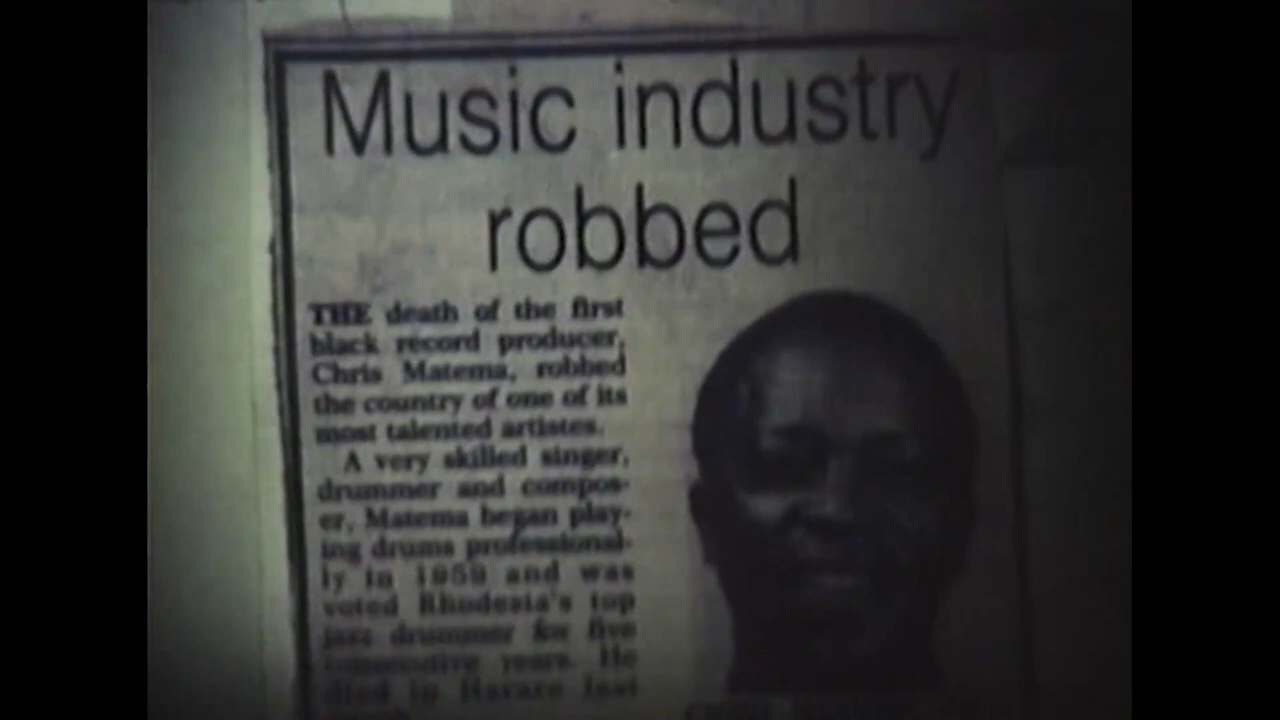 Music industry
robbed
THE death of the first
black record producer,
Chris Matema, robbed
the country of one of its
most talented artistes.
A very skilled singer,
drummer and compos-
er, Matema began play-
ing drums professional-
ly in 1959 and was
voted Rhodesia's top
jazz drummer for five
consecutive years. He
died in Harare last